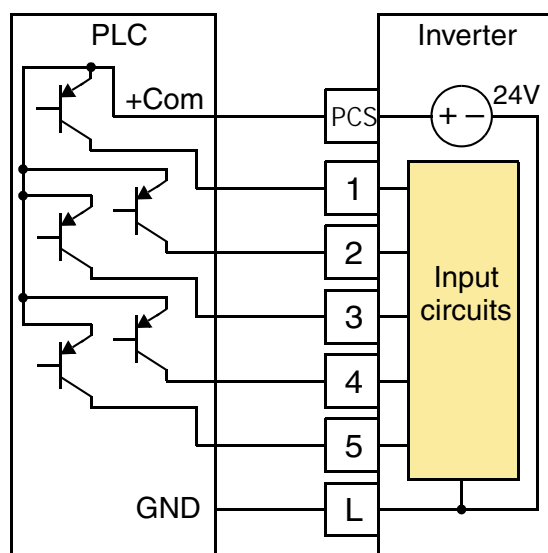 PLC
Inverter
+Com
PCS
+ −
24V
1
2
3
4
5
Input
circuits
GND
L